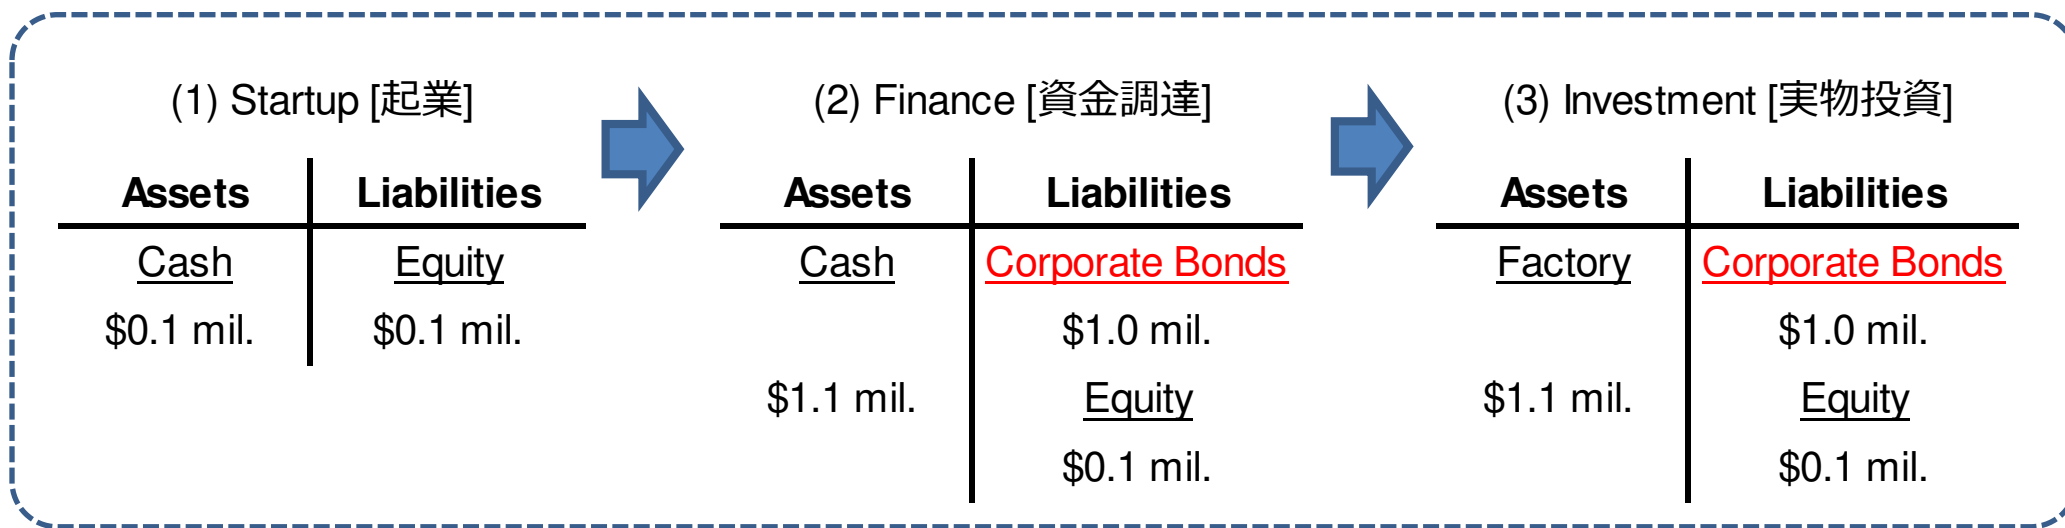 (1) Startup [起業]
Assets Liabilities
Cash Equity
$0.1 mil. $0.1 mil.
(2) Finance [資金調達]
Assets Liabilities
Cash Corporate Bonds
$1.0 mil.
$1.1 mil. Equity
$0.1 mil.
(3) Investment [実物投資]
Assets Liabilities
Factory Corporate Bonds
$1.0 mil.
$1.1 mil. Equity
$0.1 mil.